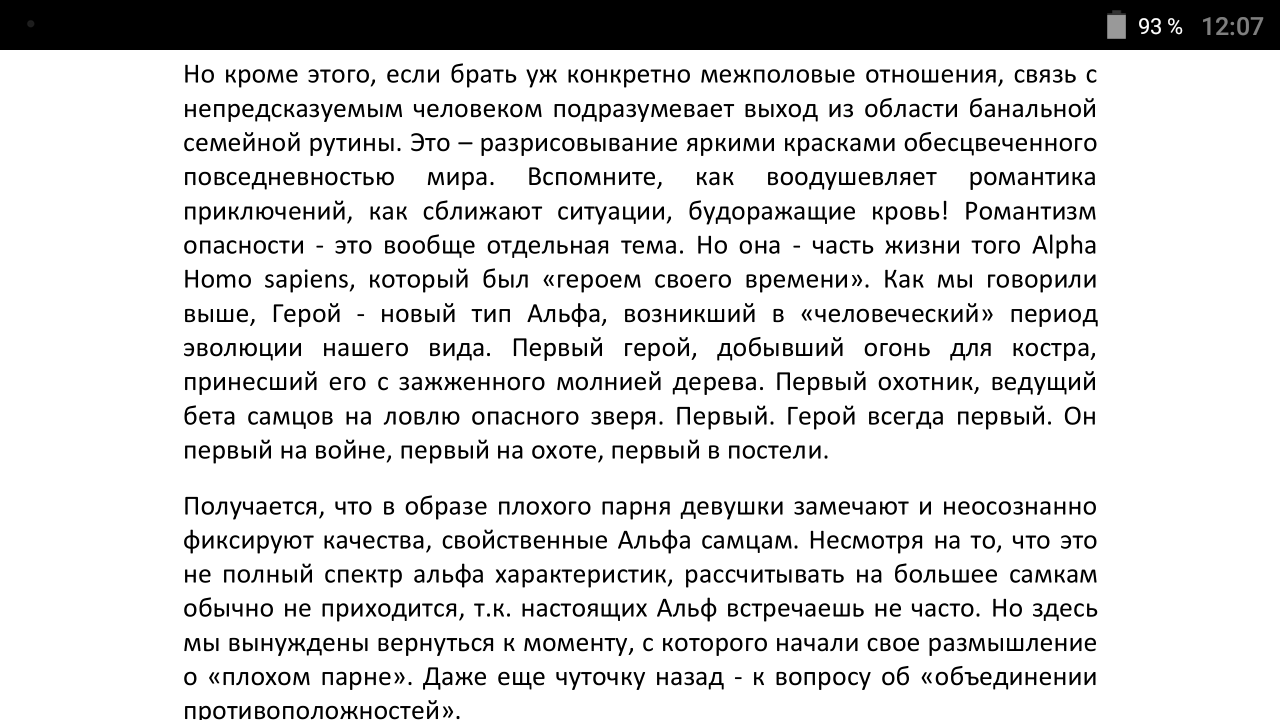 93 % 12:07
Но кроме этого, если брать уж конкретно межполовые отношения, связь с
непредсказуемым человеком подразумевает выход из области банальной
семейной рутины. Это – разрисовывание яркими красками обесцвеченного
повседневностью мира. Вспомните, как воодушевляет романтика
приключений, как сближают ситуации, будоражащие кровь! Романтизм
опасности - это вообще отдельная тема. Но она - часть жизни того Alpha
Homo sapiens, который был «героем своего времени». Как мы говорили
выше, Герой - новый тип Альфа, возникший в «человеческий» период
эволюции нашего вида. Первый герой, добывший огонь для костра,
принесший его с зажженного молнией дерева. Первый охотник, ведущий
бета самцов на ловлю опасного зверя. Первый. Герой всегда первый. Он
первый на войне, первый на охоте, первый в постели.
Получается, что в образе плохого парня девушки замечают и неосознанно
фиксируют качества, свойственные Альфа самцам. Несмотря на то, что это
не полный спектр альфа характеристик, рассчитывать на большее самкам
обычно не приходится, т.к. настоящих Альф встречаешь не часто. Но здесь
мы вынуждены вернуться к моменту, с которого начали свое размышление
о «плохом парне». Даже еще чуточку назад - к вопросу об «объединении
противоположностей».